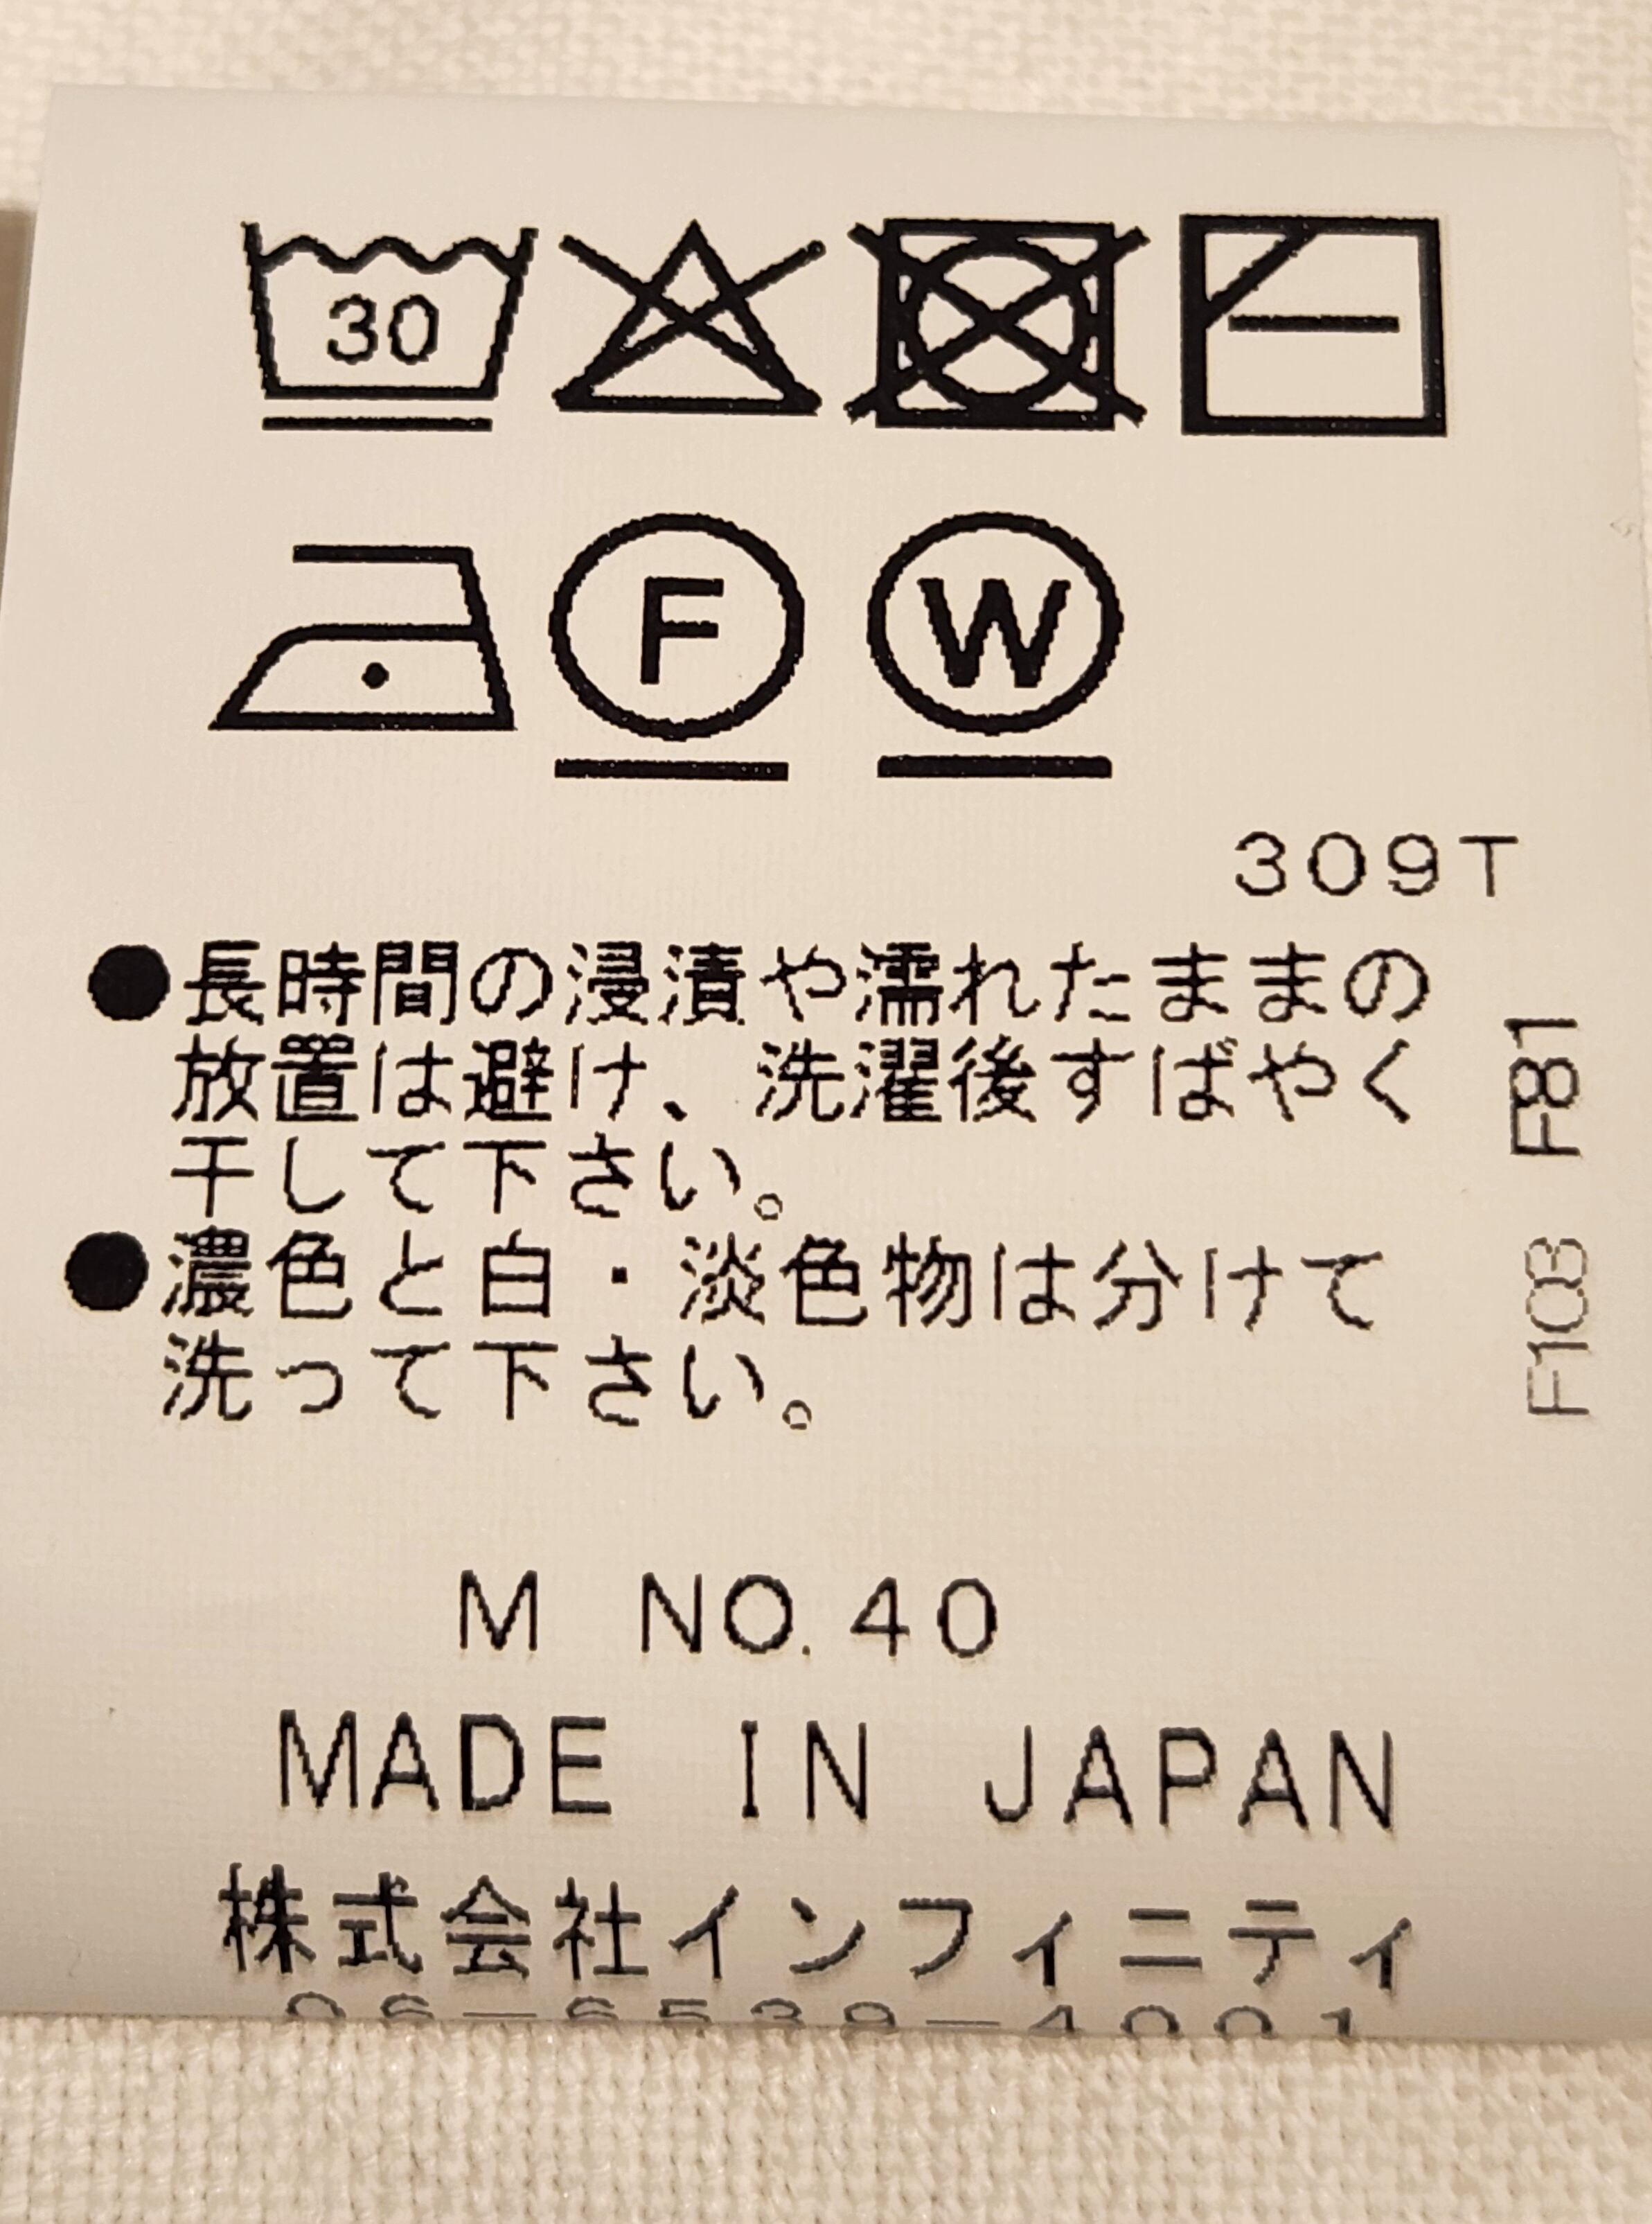 30
F
W
309T
●長時間の浸漬や濡れたままの
放置は避け、洗濯後すばやく
干して下さい。
●濃色と白・淡色物は分けて
洗って下さい。
F103 F81
M NO.40
MADE IN JAPAN
株式会社インフィニティ